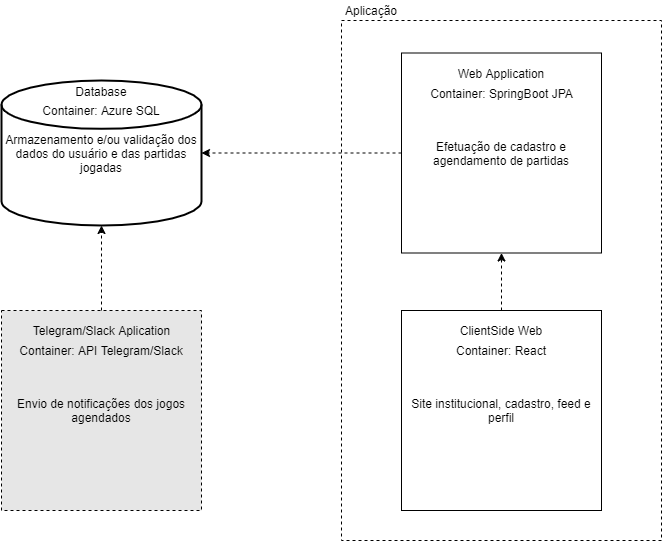 Aplicação
Database
Container: Azure SQL
Armazenamento e/ou validação dos
dados do usuário e das partidas
jogadas
Web Application
Container: SpringBoot JPA
Efetuação de cadastro e
agendamento de partidas
Telegram/Slack Aplication
Container: API Telegram/Slack
Envio de notificações dos jogos
agendados
ClientSide Web
Container: React
Site institucional, cadastro, feed e
perfil